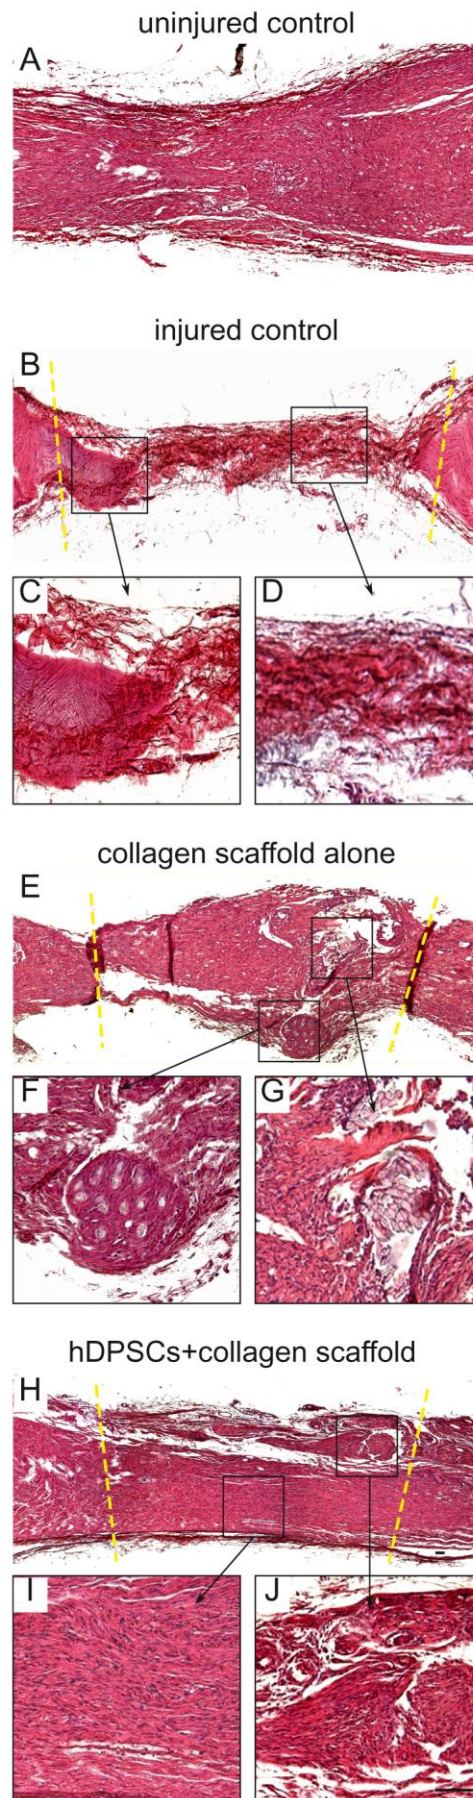 uninjured control
A
injured control
B
C
D
collagen scaffold alone
E
F
G
hDPSCs+collagen scaffold
H
I
J